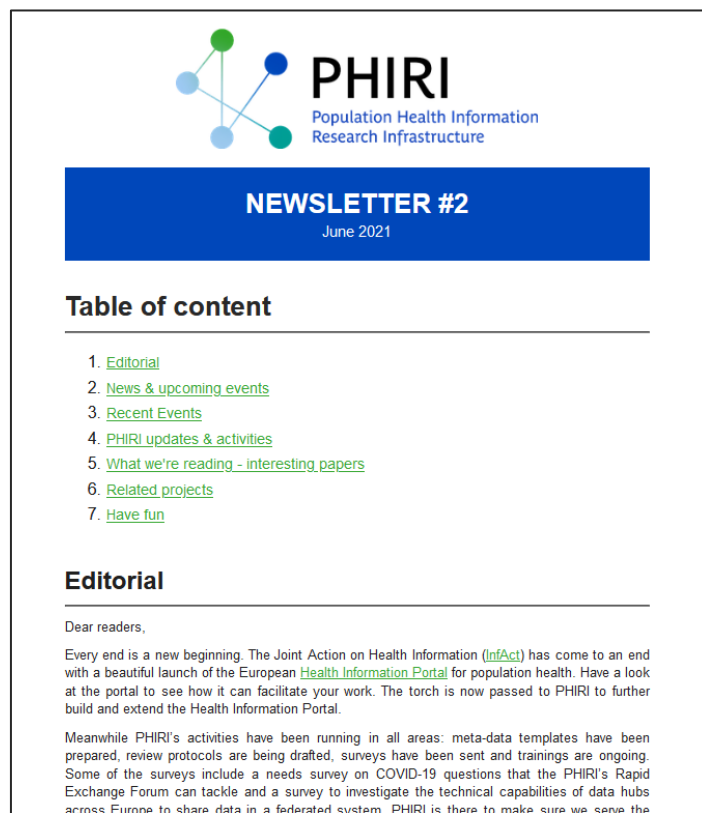 PHIRI
Population Health Information
Research Infrastructure
NEWSLETTER #2
June 2021
Table of content
1. Editorial
2. News & upcoming events
3. Recent Events
4. PHIRI updates & activities
5. What we're reading - interesting papers
6. Related projects
7. Have fun
Editorial
Dear readers,
Every end is a new beginning. The Joint Action on Health Information (InfAct) has come to an end
with a beautiful launch of the European Health Information Portal for population health. Have a look
at the portal to see how it can facilitate your work. The torch is now passed to PHIRI to further
build and extend the Health Information Portal.
Meanwhile PHIRI's activities have been running in all areas: meta-data templates have been
prepared, review protocols are being drafted, surveys have been sent and trainings are ongoing.
Some of the surveys include a needs survey on COVID-19 questions that the PHIRI's Rapid
Exchange Forum can tackle and a survey to investigate the technical capabilities of data hubs
across Europe to share data in a federated system. PHIRI is there to make sure we serve the